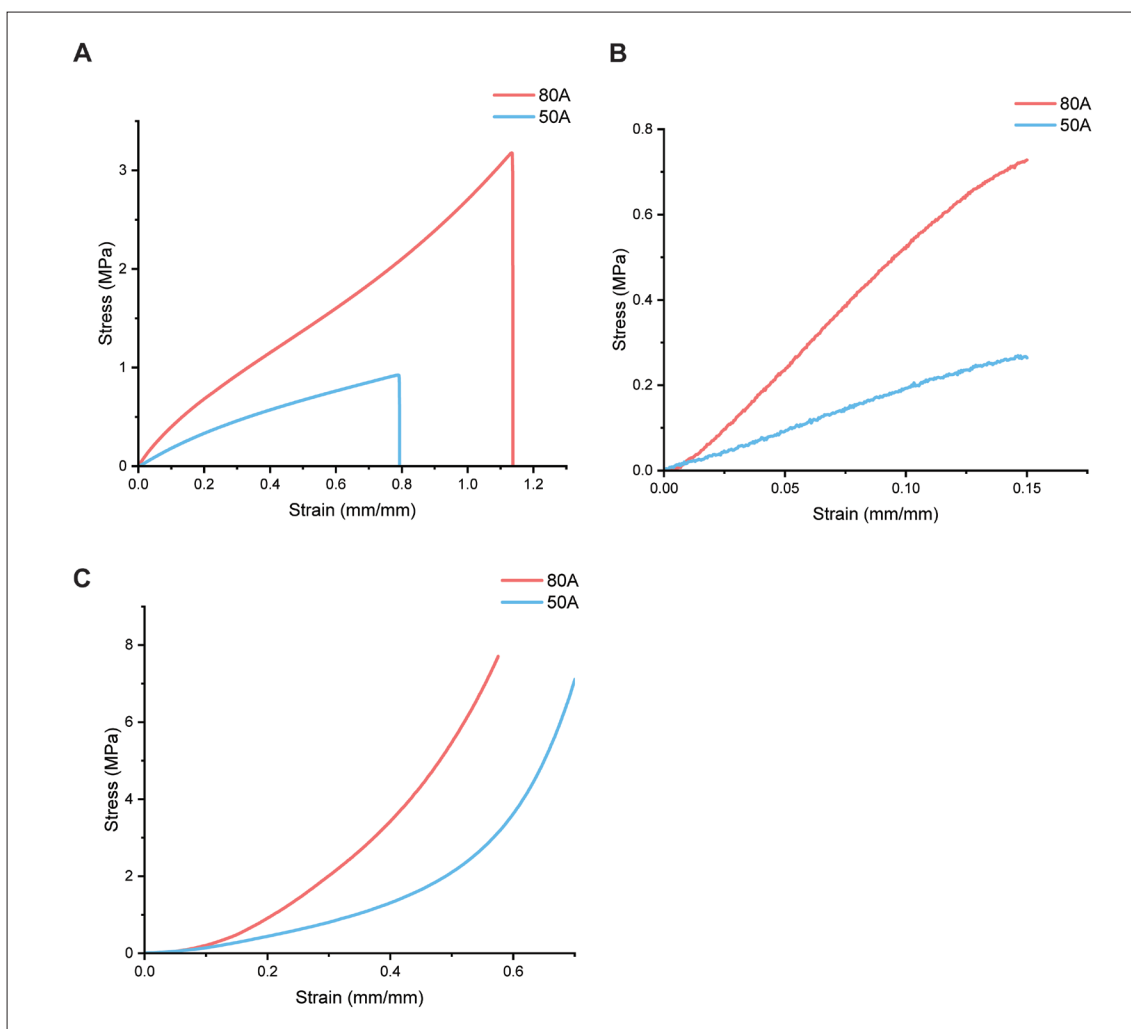 A
80A
50A
3
2
1
0
0.0 0.2 0.4 0.6 0.8 1.0 1.2
Stress (MPa)
Strain (mm/mm)
B
80A
50A
0.8
0.6
0.4
0.2
0.0
0.00 0.05 0.10 0.15
Stress (MPa)
Strain (mm/mm)
C
80A
50A
8
6
4
2
0
0.0 0.2 0.4 0.6
Stress (MPa)
Strain (mm/mm)